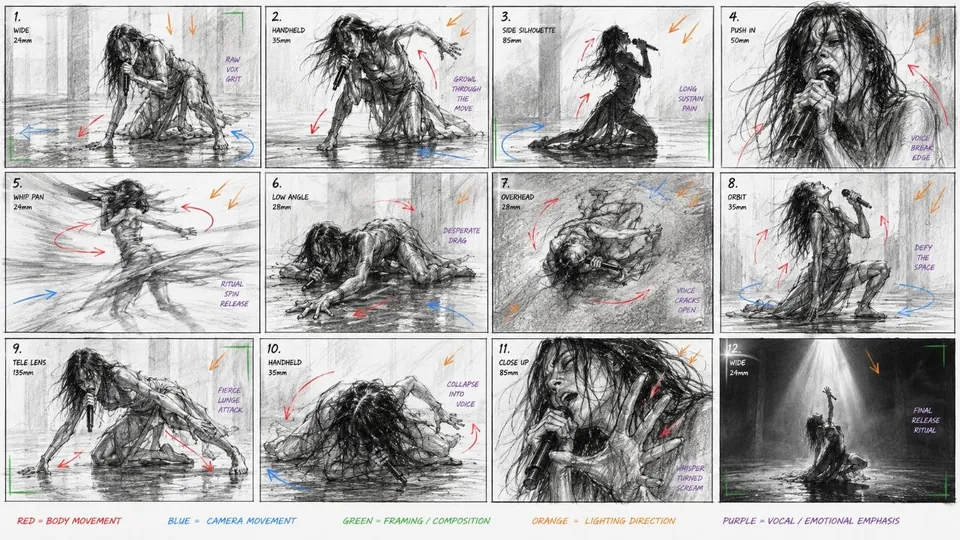 1.
WIDE
24mm
RAW
VOX
GRIT
2.
HANDHELD
35mm
GROWL
THROUGH
THE
MOVE
3.
SIDE SILHOUETTE
85mm
LONG
SUSTAIN
PAIN
4.
PUSH IN
50mm
VOICE
BREAK
EDGE
5.
WHIP PAN
24mm
RITUAL
SPIN
RELEASE
6.
LOW ANGLE
28mm
DESPERATE
DRAG
7.
OVERHEAD
28mm
VOICE
CRACKS
OPEN
8.
ORBIT
35mm
DEFY
THE
SPACE
9.
TELE LENS
135mm
FIERCE
LUNGE
ATTACK
10.
HANDHELD
35mm
COLLAPSE
INTO
VOICE
11.
CLOSE UP
85mm
WHISPER
TURNED
SCREAM
12.
WIDE
24mm
FINAL
RELEASE
RITUAL
RED = BODY MOVEMENT
BLUE = CAMERA MOVEMENT
GREEN = FRAMING / COMPOSITION
ORANGE = LIGHTING DIRECTION
PURPLE = VOCAL / EMOTIONAL EMPHASIS